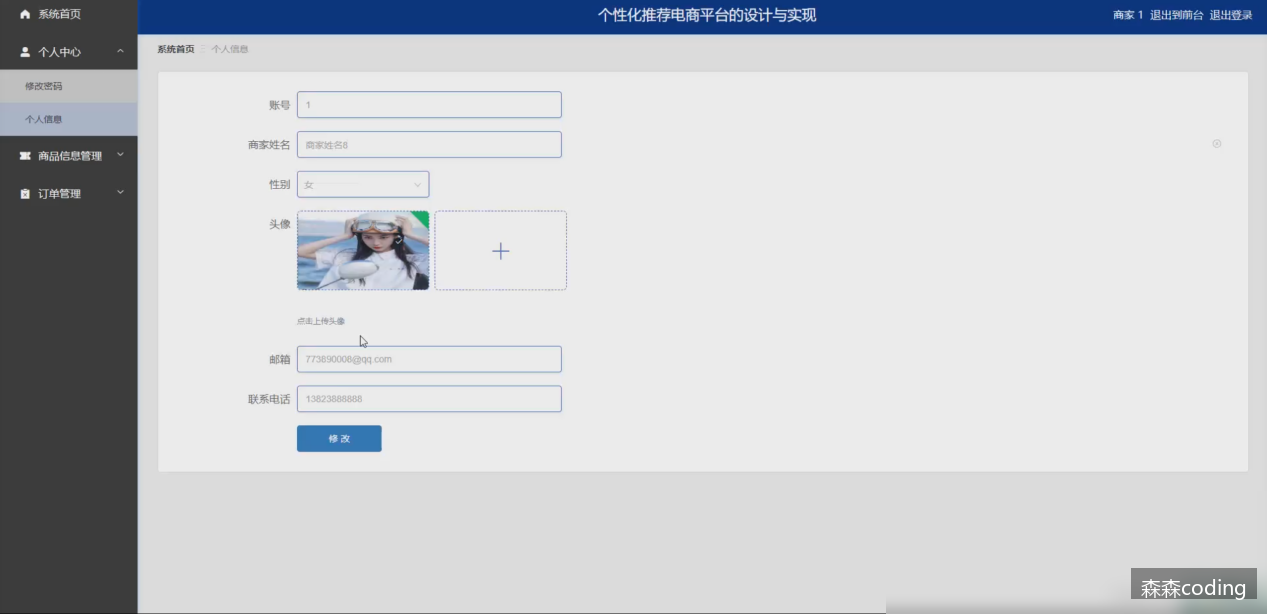 系统首页
个性化推荐电商平台的设计与实现
商家 1 退出到前台 退出登录
个人中心
系统首页 个人信息
修改密码
个人信息
商品信息管理
订单管理
账号 1
商家姓名 商家姓名8
性别 女
头像
点击上传头像
邮箱 773890008@qq.com
联系电话 13823888888
修改
森森coding